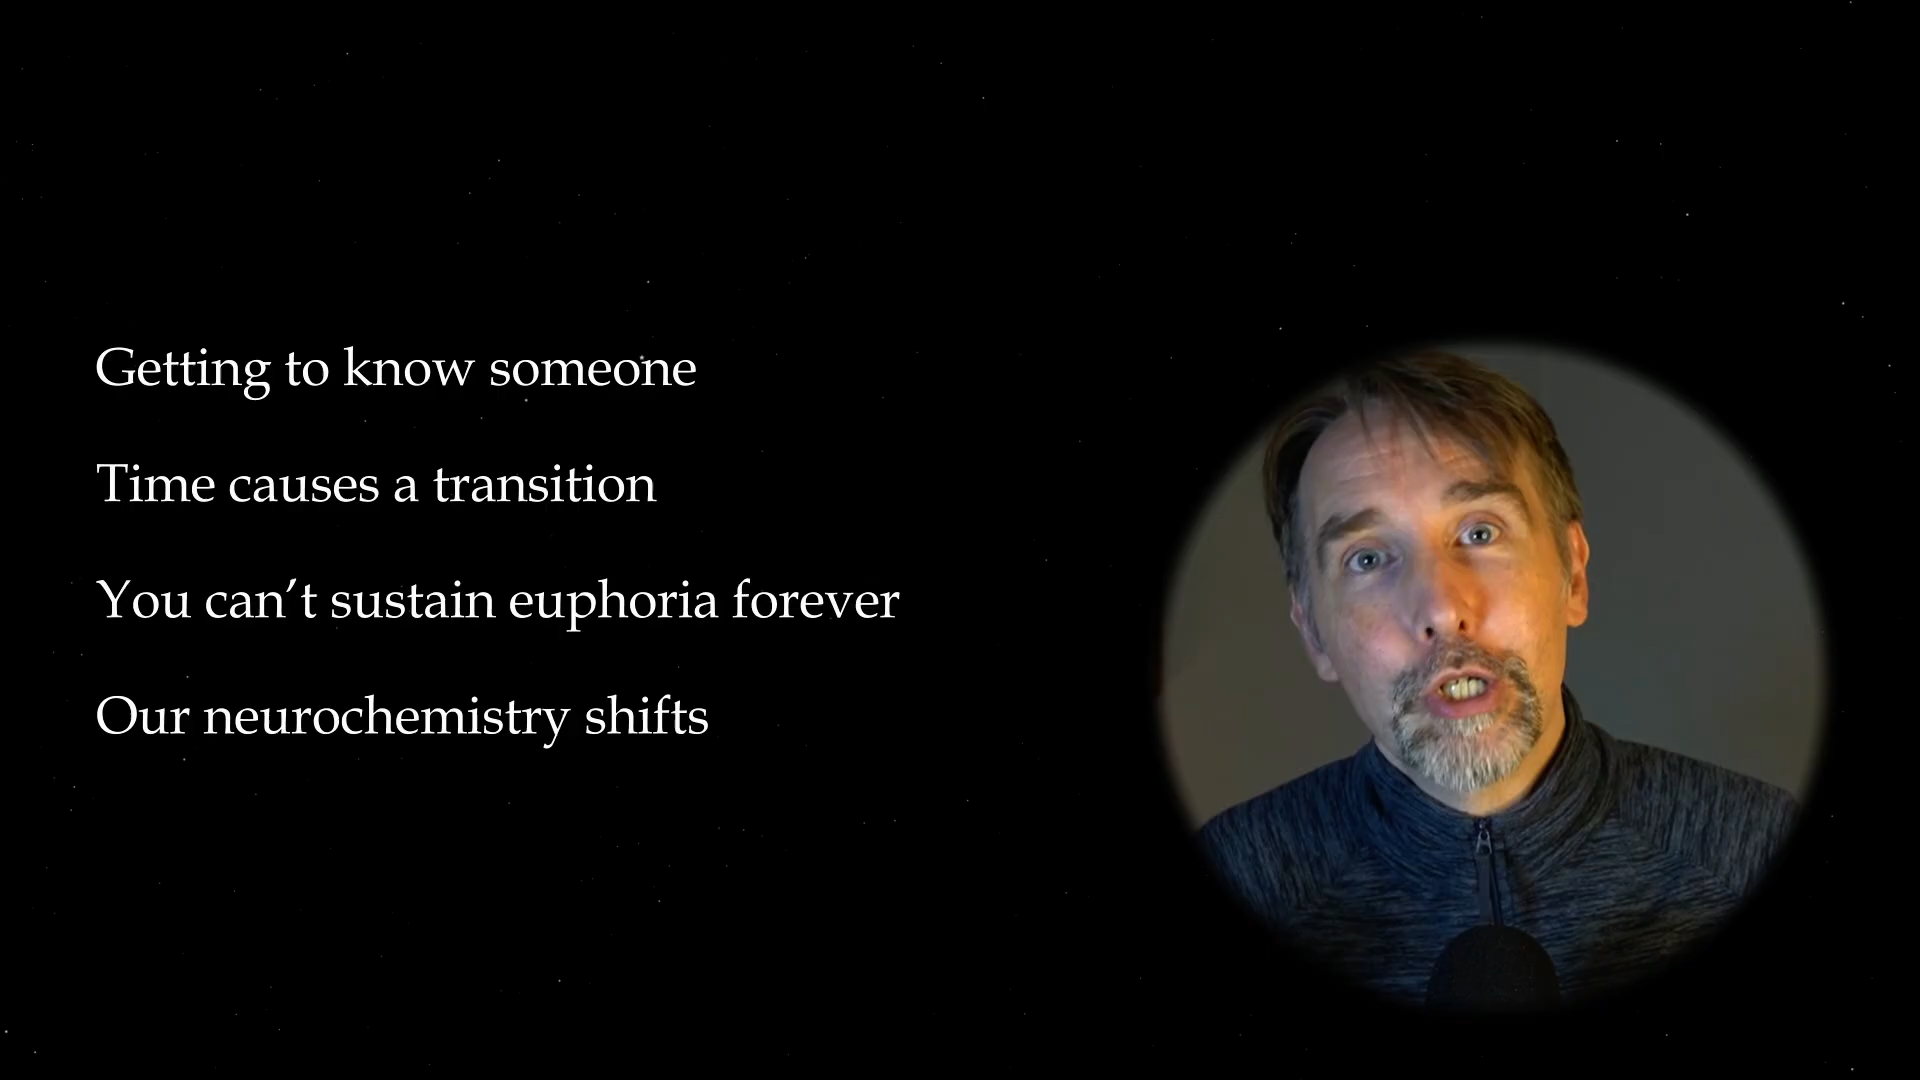 Getting to know someone
Time causes a transition
You can’t sustain euphoria forever
Our neurochemistry shifts